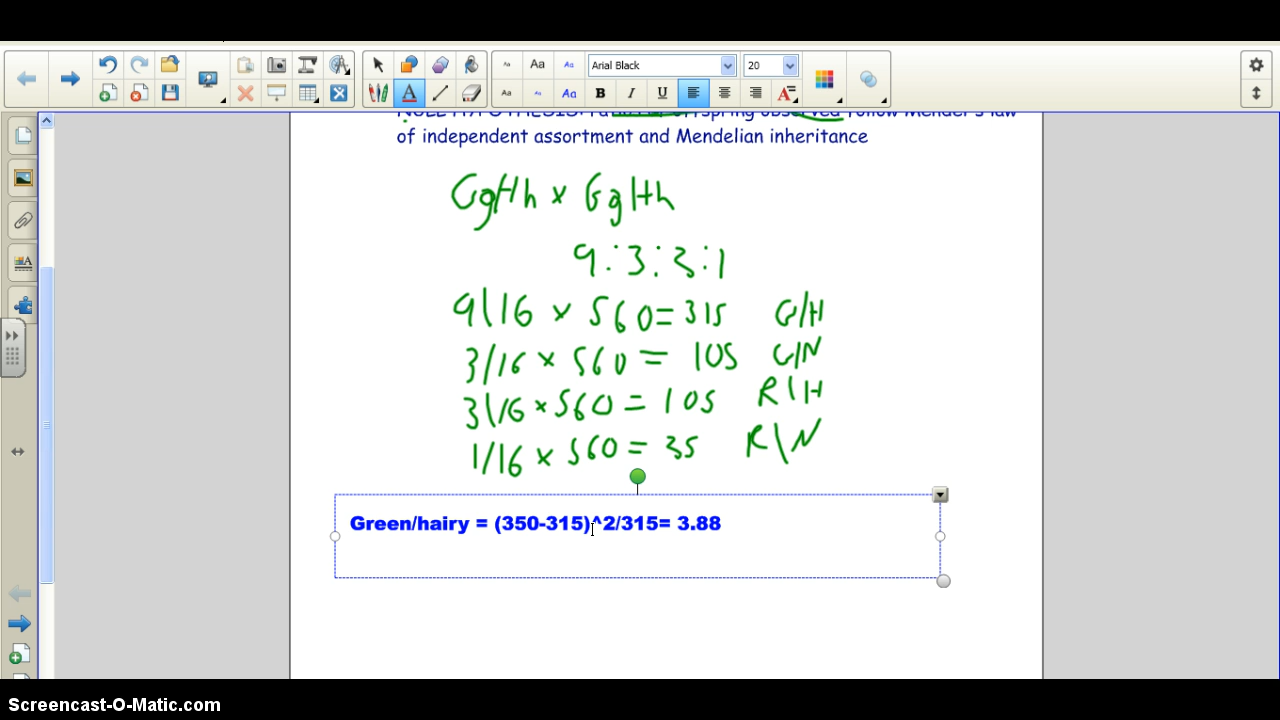 Arial Black
20
of independent assortment and Mendelian inheritance
GgHh x GgHh
9:3:3:1
9/16 x 560=315 G/H
3/16 x 560 = 105 G/N
3/16 x 560 = 105 R/H
1/16 x 560 = 35 R/N
Green/hairy = (350-315)^2/315= 3.88
Screencast-O-Matic.com